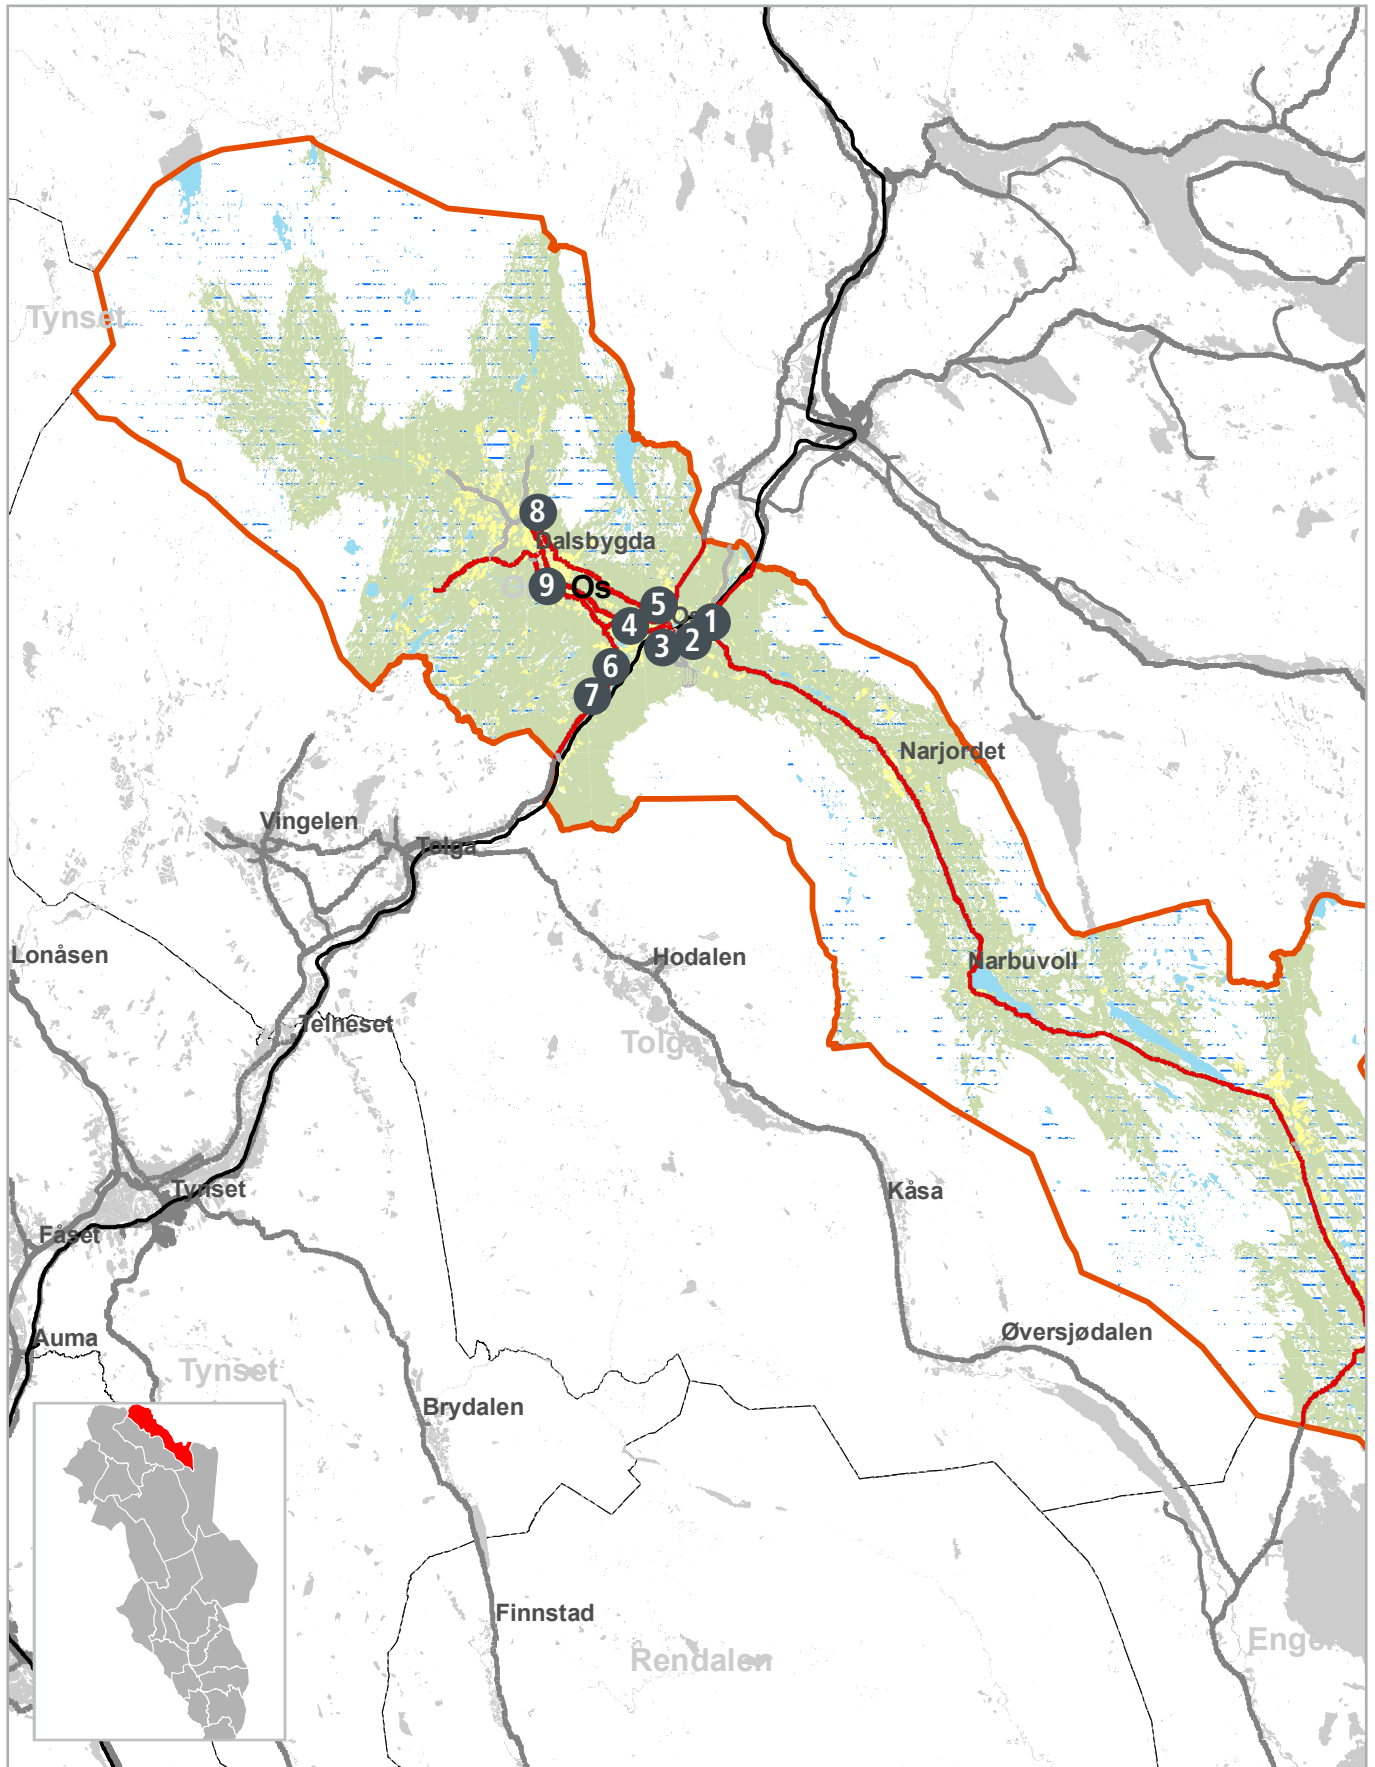 Tynset
8
Dalsbygda
9
Os
5
Os
1
4
2
3
6
7
Narjordet
Vingelen
Tolga
Lonåsen
Hodalen
Narbuvoll
Telneset
Tolga
Tynset
Kåsa
Fåset
Auma
Øversjødalen
Tynset
Brydalen
Finnstad
Rendalen